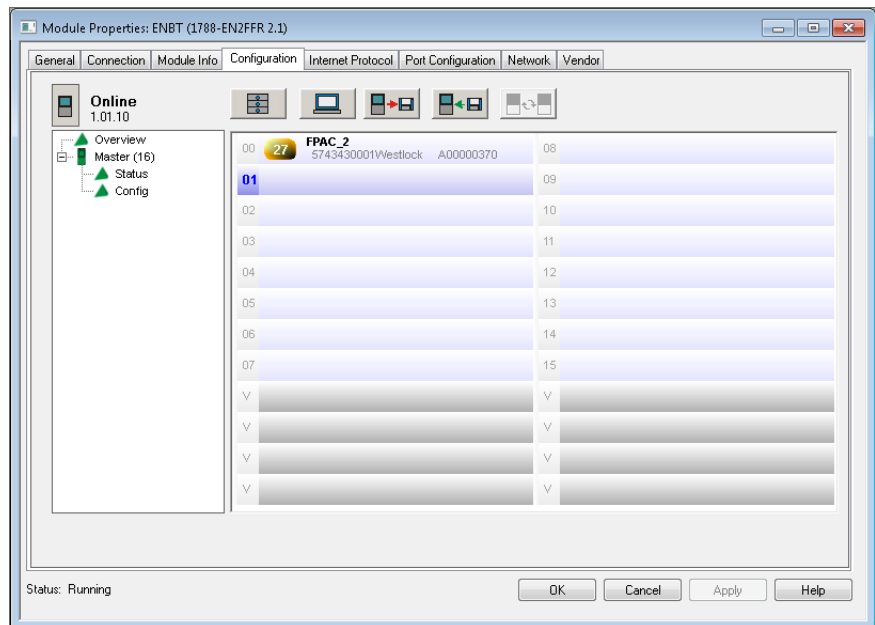 Module Properties: ENBT (1788-EN2FFR 2.1)
General Connection Module Info Configuration Internet Protocol Port Configuration Network Vendor
Online
1.01.10
Overview
Master (16)
Status
Config
00 27 FPAC_2
5743430001Westlock A00000370
08
01 09
02 10
03 11
04 12
05 13
06 14
07 15
V V
V V
V V
V V
Status: Running
OK Cancel Apply Help